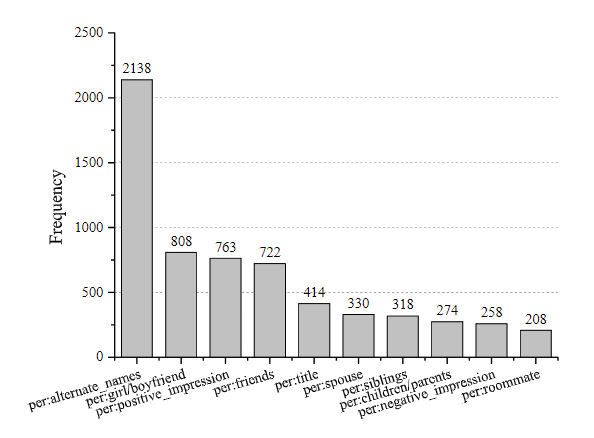 2500
2000
1500
1000
500
0
Frequency
2138
808
763
722
414
330
318
274
258
208
per:alternate_names
per:girl/boyfriend
per:positive_impression
per:friends
per:title
per:spouse
per:siblings
per:children/parents
per:negative_impression
per:roommate